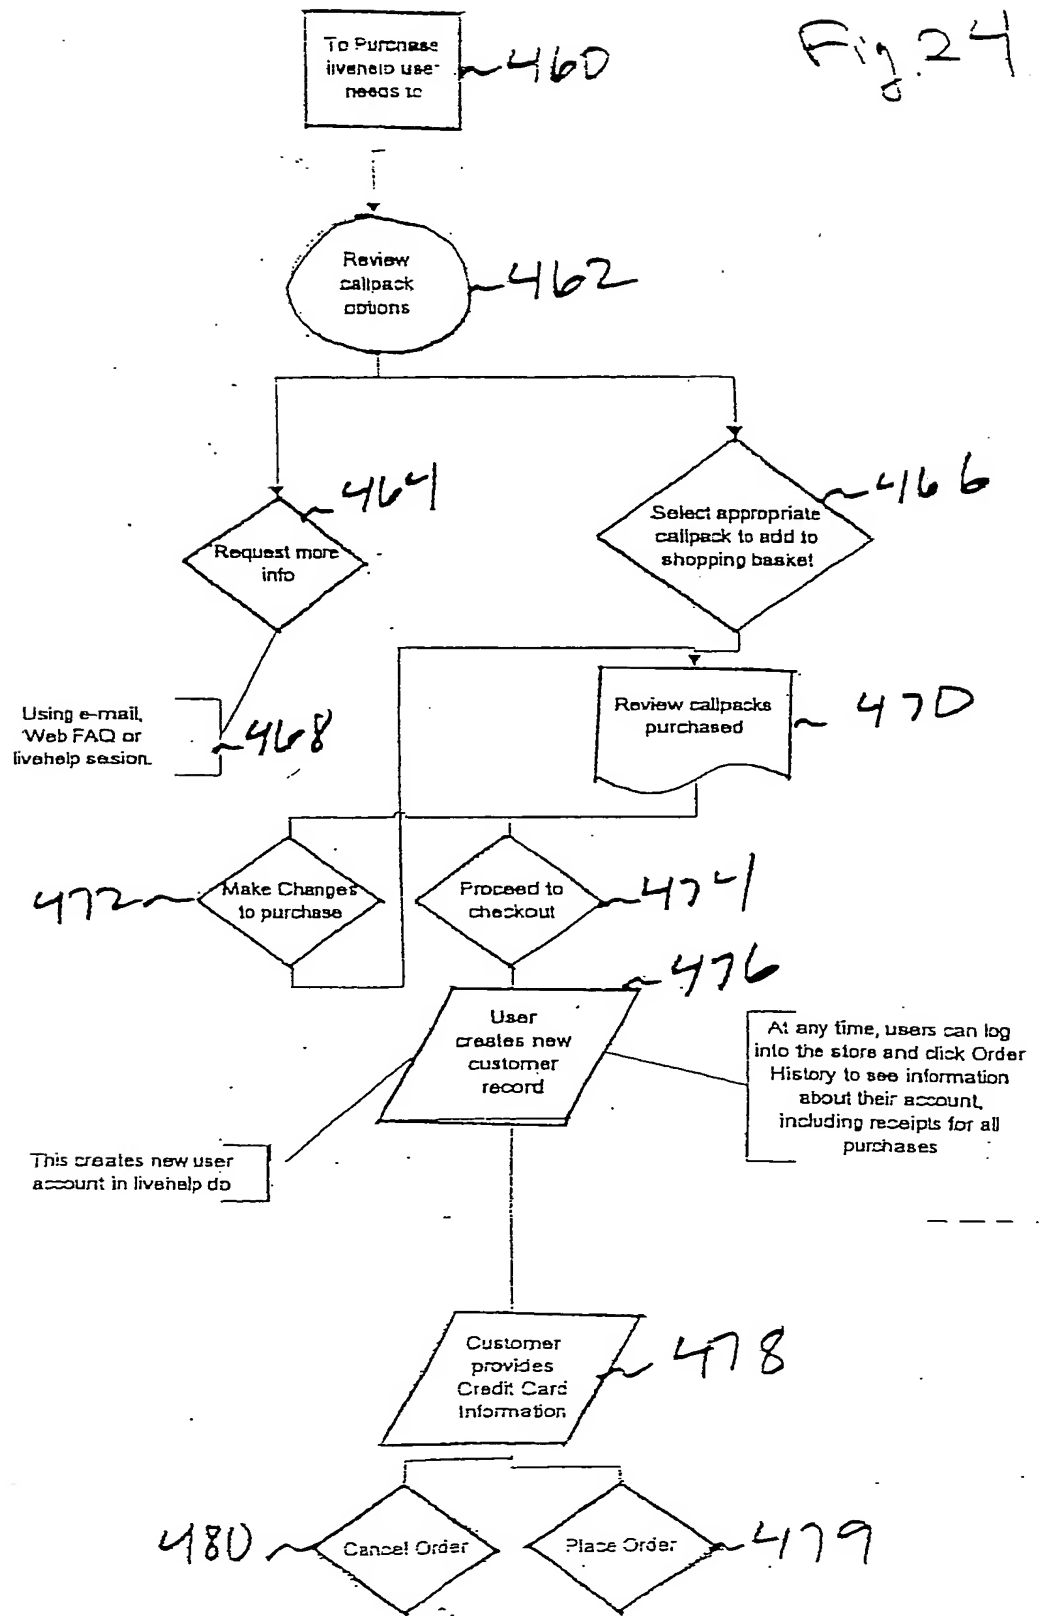 Fig. 24
To Purchase
livehelp user
needs to
460
Review
callpack
options
462
464
Request more
info
466
Select appropriate
callpack to add to
shopping basket
Using e-mail,
Web FAQ or
livehelp sesion.
468
Review callpacks
purchased
470
472
Make Changes
to purchase
Proceed to
checkout
474
476
User
creates new
customer
record
At any time, users can log
into the store and click Order
History to see information
about their account,
including receipts for all
purchases
This creates new user
account in livehelp db
Customer
provides
Credit Card
Information
478
480
Cancel Order
Place Order
479